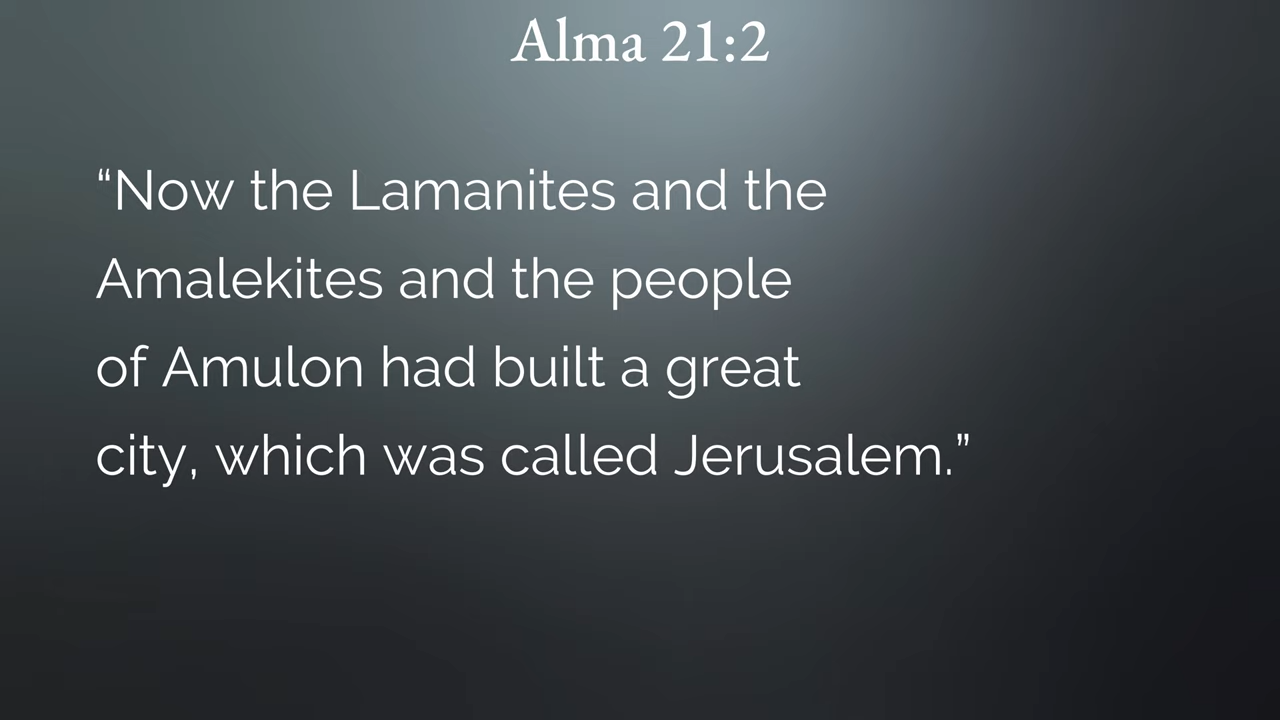 Alma 21:2
“Now the Lamanites and the
Amalekites and the people
of Amulon had built a great
city, which was called Jerusalem.”